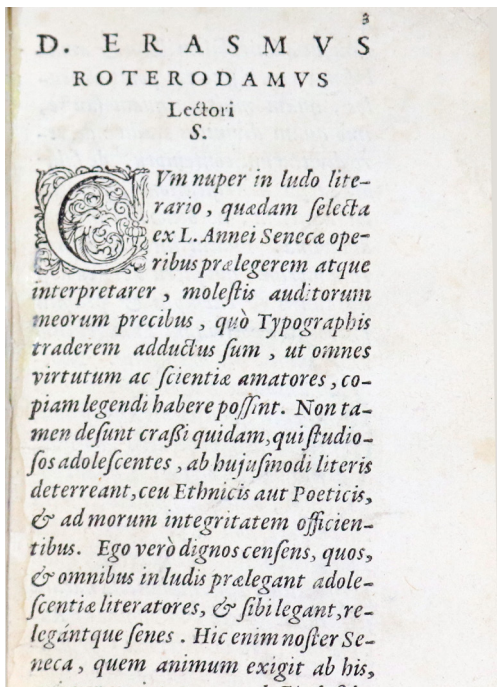 3
D. ERASMVS
ROTERODAMVS
Lectori
S.
CVm nuper in ludo lite-
rario, quædam selecta
ex L. Annei Senecæ ope-
ribus prælegerem atque
interpretarer, molestis auditorum
meorum precibus, quò Typographis
traderem adductus sum, ut omnes
virtutum ac scientiæ amatores, co-
piam legendi habere possint. Non ta-
men desunt craßi quidam, qui studio-
sos adolescentes, ab hujusmodi literis
deterreant, ceu Ethnicis aut Poeticis,
& ad morum integritatem officien-
tibus. Ego verò dignos censens, quos,
& omnibus in ludis prælegant adole-
scentiæ literatores, & sibi legant, re-
legántque senes. Hic enim noster Se-
neca, quem animum exigit ab his,